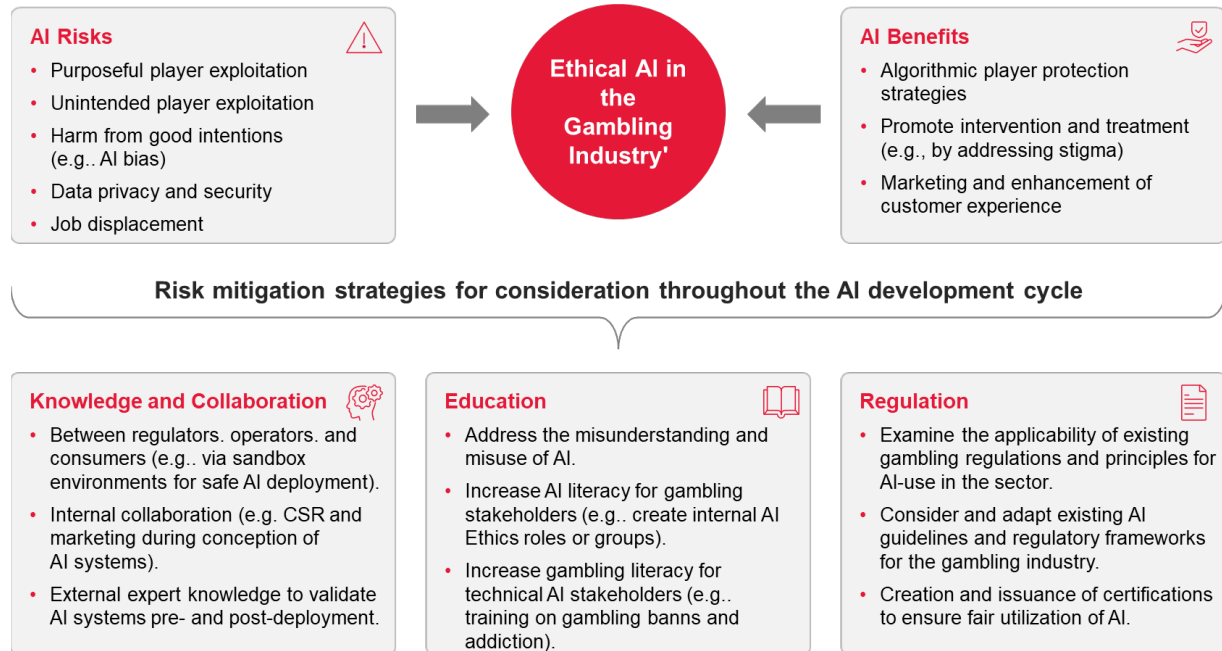 AI Risks
• Purposeful player exploitation
• Unintended player exploitation
• Harm from good intentions
(e.g.. AI bias)
• Data privacy and security
• Job displacement
Ethical AI in
the
Gambling
Industry'
AI Benefits
• Algorithmic player protection
strategies
• Promote intervention and treatment
(e.g., by addressing stigma)
• Marketing and enhancement of
customer experience
Risk mitigation strategies for consideration throughout the AI development cycle
Knowledge and Collaboration
• Between regulators. operators. and
consumers (e.g.. via sandbox
environments for safe AI deployment).
• Internal collaboration (e.g. CSR and
marketing during conception of
AI systems).
• External expert knowledge to validate
AI systems pre- and post-deployment.
Education
• Address the misunderstanding and
misuse of AI.
• Increase AI literacy for gambling
stakeholders (e.g.. create internal AI
Ethics roles or groups).
• Increase gambling literacy for
technical AI stakeholders (e.g..
training on gambling banns and
addiction).
Regulation
• Examine the applicability of existing
gambling regulations and principles for
AI-use in the sector.
• Consider and adapt existing AI
guidelines and regulatory frameworks
for the gambling industry.
• Creation and issuance of certifications
to ensure fair utilization of AI.